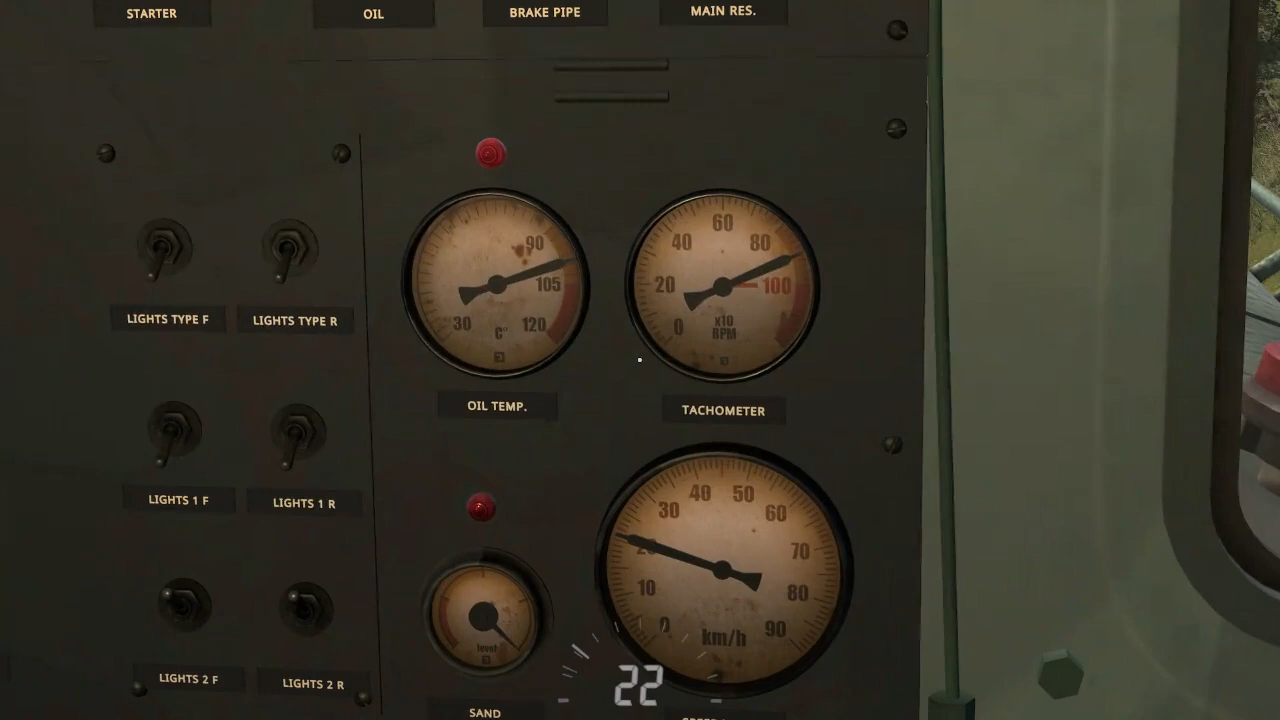 STARTER
OIL
BRAKE PIPE
MAIN RES.
LIGHTS TYPE F
LIGHTS TYPE R
90
105
120
30
C°
OIL TEMP.
0
20
40
60
80
100
x10
RPM
TACHOMETER
LIGHTS 1 F
LIGHTS 1 R
0
10
30
40
50
60
70
80
90
km/h
level
LIGHTS 2 F
LIGHTS 2 R
SAND
22